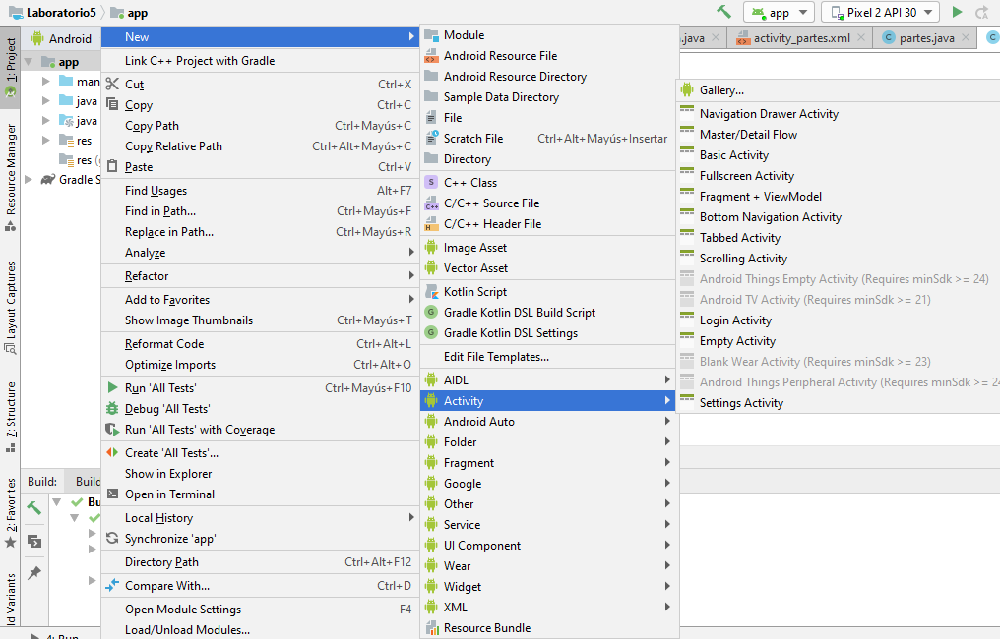 Laboratorio5 app
app
Pixel 2 API 30
1: Project
Resource Manager
Layout Captures
7: Structure
2: Favorites
ld Variants
Android
app
man
java
java
res
res
Gradle S
Build:
Build
Bu
4: Run
New
Link C++ Project with Gradle
Cut Ctrl+X
Copy Ctrl+C
Copy Path Ctrl+Mayús+C
Copy Relative Path Ctrl+Alt+Mayús+C
Paste Ctrl+V
Find Usages Alt+F7
Find in Path... Ctrl+Mayús+F
Replace in Path... Ctrl+Mayús+R
Analyze
Refactor
Add to Favorites
Show Image Thumbnails Ctrl+Mayús+T
Reformat Code Ctrl+Alt+L
Optimize Imports Ctrl+Alt+O
Run 'All Tests' Ctrl+Mayús+F10
Debug 'All Tests'
Run 'All Tests' with Coverage
Create 'All Tests'...
Show in Explorer
Open in Terminal
Local History
Synchronize 'app'
Directory Path Ctrl+Alt+F12
Compare With... Ctrl+D
Open Module Settings F4
Load/Unload Modules...
Module
Android Resource File
Android Resource Directory
Sample Data Directory
File
Scratch File Ctrl+Alt+Mayús+Insertar
Directory
S C++ Class
C++ C/C++ Source File
H C/C++ Header File
Image Asset
Vector Asset
Kotlin Script
G Gradle Kotlin DSL Build Script
G Gradle Kotlin DSL Settings
Edit File Templates...
AIDL
Activity
Android Auto
Folder
Fragment
Google
Other
Service
UI Component
Wear
Widget
XML
Resource Bundle
.java
activity_partes.xml
C partes.java
C
Gallery...
Navigation Drawer Activity
Master/Detail Flow
Basic Activity
Fullscreen Activity
Fragment + ViewModel
Bottom Navigation Activity
Tabbed Activity
Scrolling Activity
Android Things Empty Activity (Requires minSdk >= 24)
Android TV Activity (Requires minSdk >= 21)
Login Activity
Empty Activity
Blank Wear Activity (Requires minSdk >= 23)
Android Things Peripheral Activity (Requires minSdk >= 24
Settings Activity